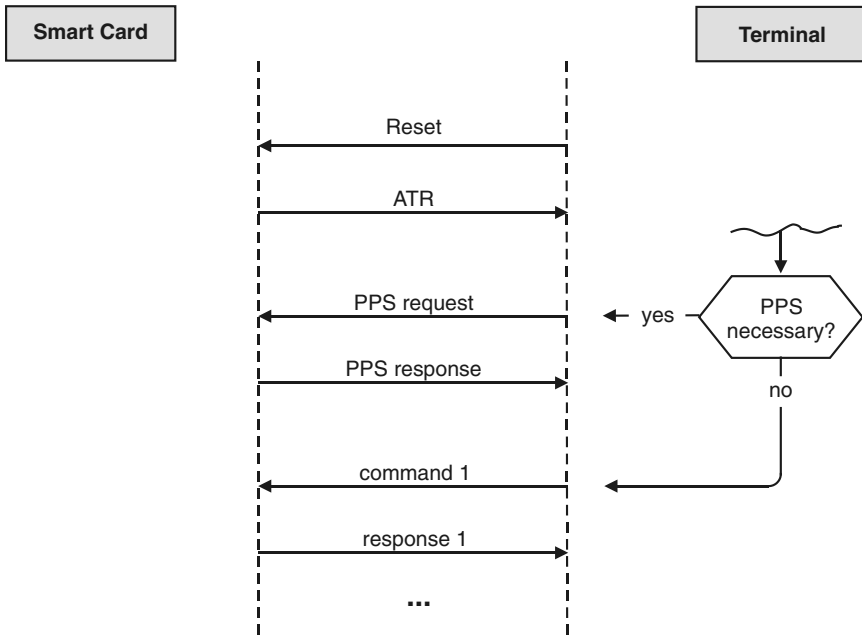 Smart Card
Terminal
Reset
ATR
PPS request
yes
PPS
necessary?
PPS response
no
command 1
response 1
...